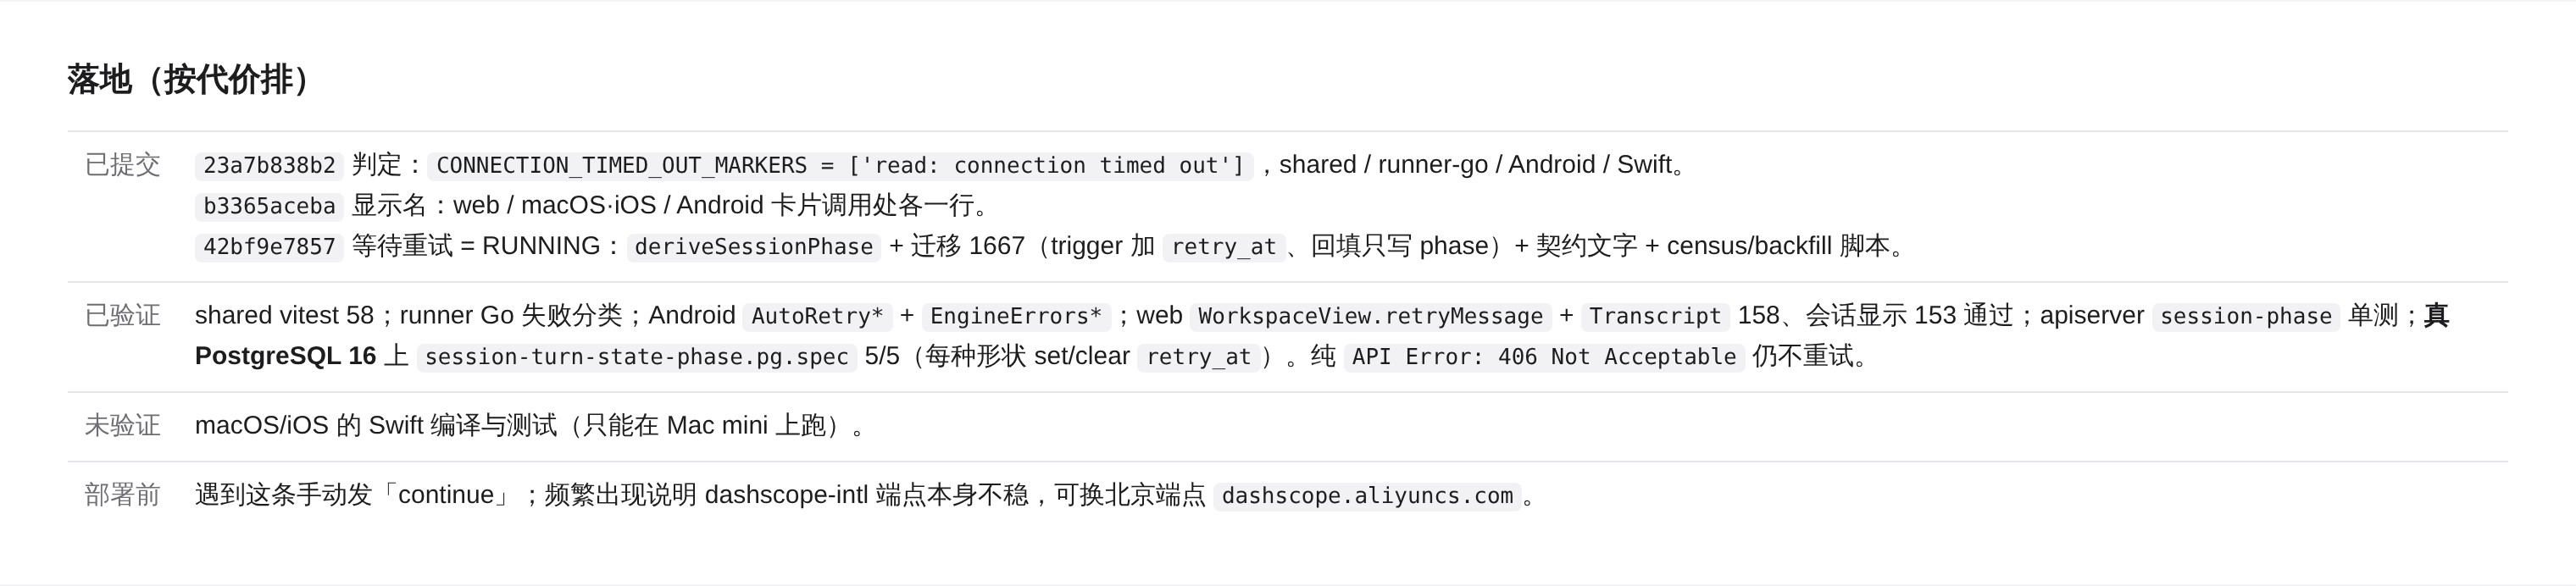 落地（按代价排）
已提交 23a7b838b2 判定：CONNECTION_TIMED_OUT_MARKERS = ['read: connection timed out']，shared / runner-go / Android / Swift。
b3365aceba 显示名：web / macOS·iOS / Android 卡片调用处各一行。
42bf9e7857 等待重试 = RUNNING：deriveSessionPhase + 迁移 1667（trigger 加 retry_at、回填只写 phase）+ 契约文字 + census/backfill 脚本。
已验证 shared vitest 58；runner Go 失败分类；Android AutoRetry* + EngineErrors*；web WorkspaceView.retryMessage + Transcript 158、会话显示 153 通过；apiserver session-phase 单测；真
PostgreSQL 16 上 session-turn-state-phase.pg.spec 5/5（每种形状 set/clear retry_at）。纯 API Error: 406 Not Acceptable 仍不重试。
未验证 macOS/iOS 的 Swift 编译与测试（只能在 Mac mini 上跑）。
部署前 遇到这条手动发「continue」；频繁出现说明 dashscope-intl 端点本身不稳，可换北京端点 dashscope.aliyuncs.com。